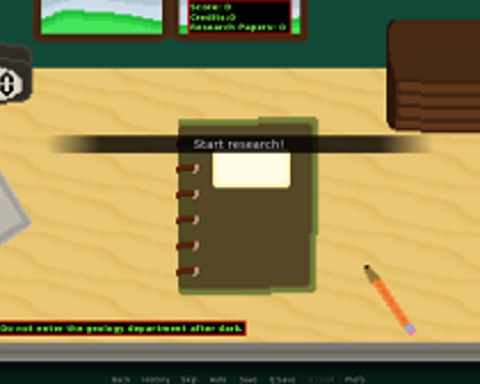 Score: 0
Credits:0
Research Papers: 0
0
Start research!
Do not enter the geology department after dark.
Back History Skip Auto Save Q.Save Q.Load Prefs